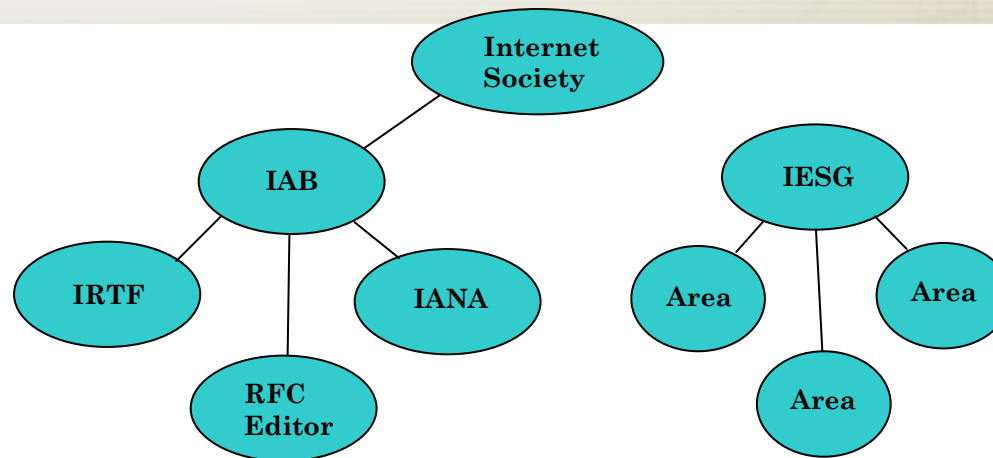 Internet
Society
IAB
IESG
IRTF
IANA
Area
Area
RFC
Editor
Area